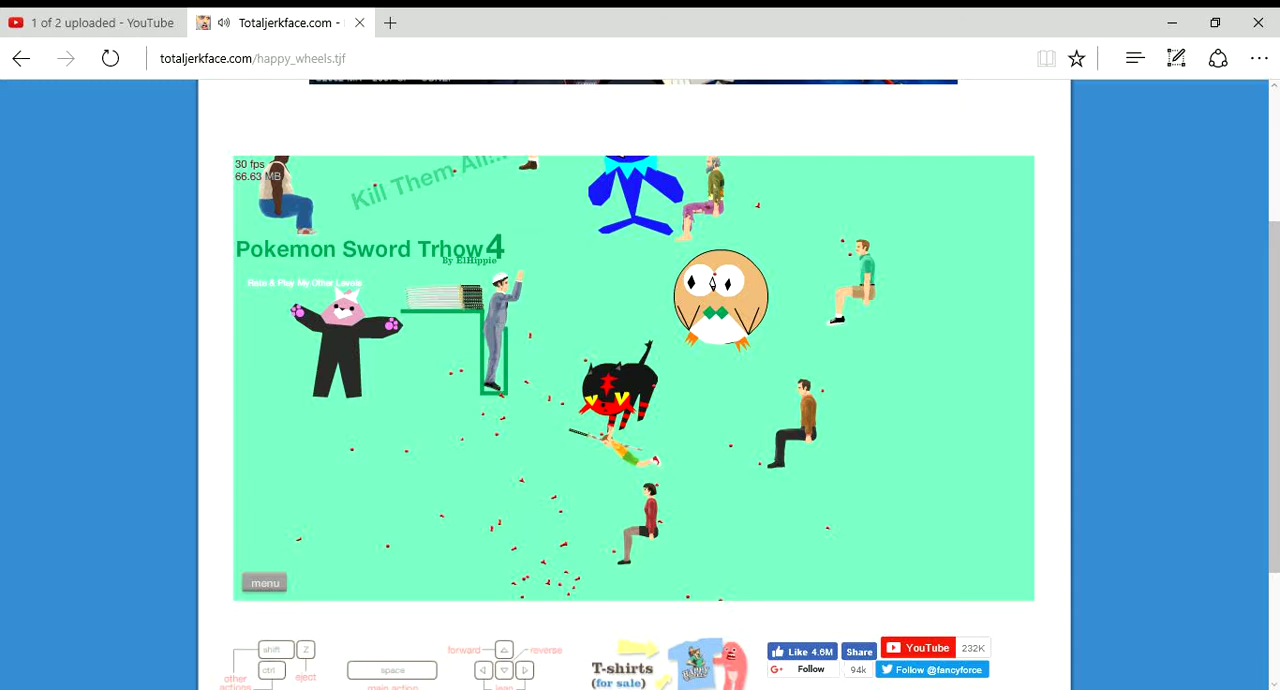 1 of 2 uploaded - YouTube
Totaljerkface.com -
totaljerkface.com/happy_wheels.tjf
30 fps
66.63 MB
Kill Them All...
Pokemon Sword Trhow 4
By ElHippie
Rate & Play My Other Levels
menu
shift Z
ctrl
other
actions
eject
space
main action
forward
reverse
lean
T-shirts
(for sale)
Like 4.6M
Share
YouTube 232K
G+ Follow 94k
Follow @fancyforce